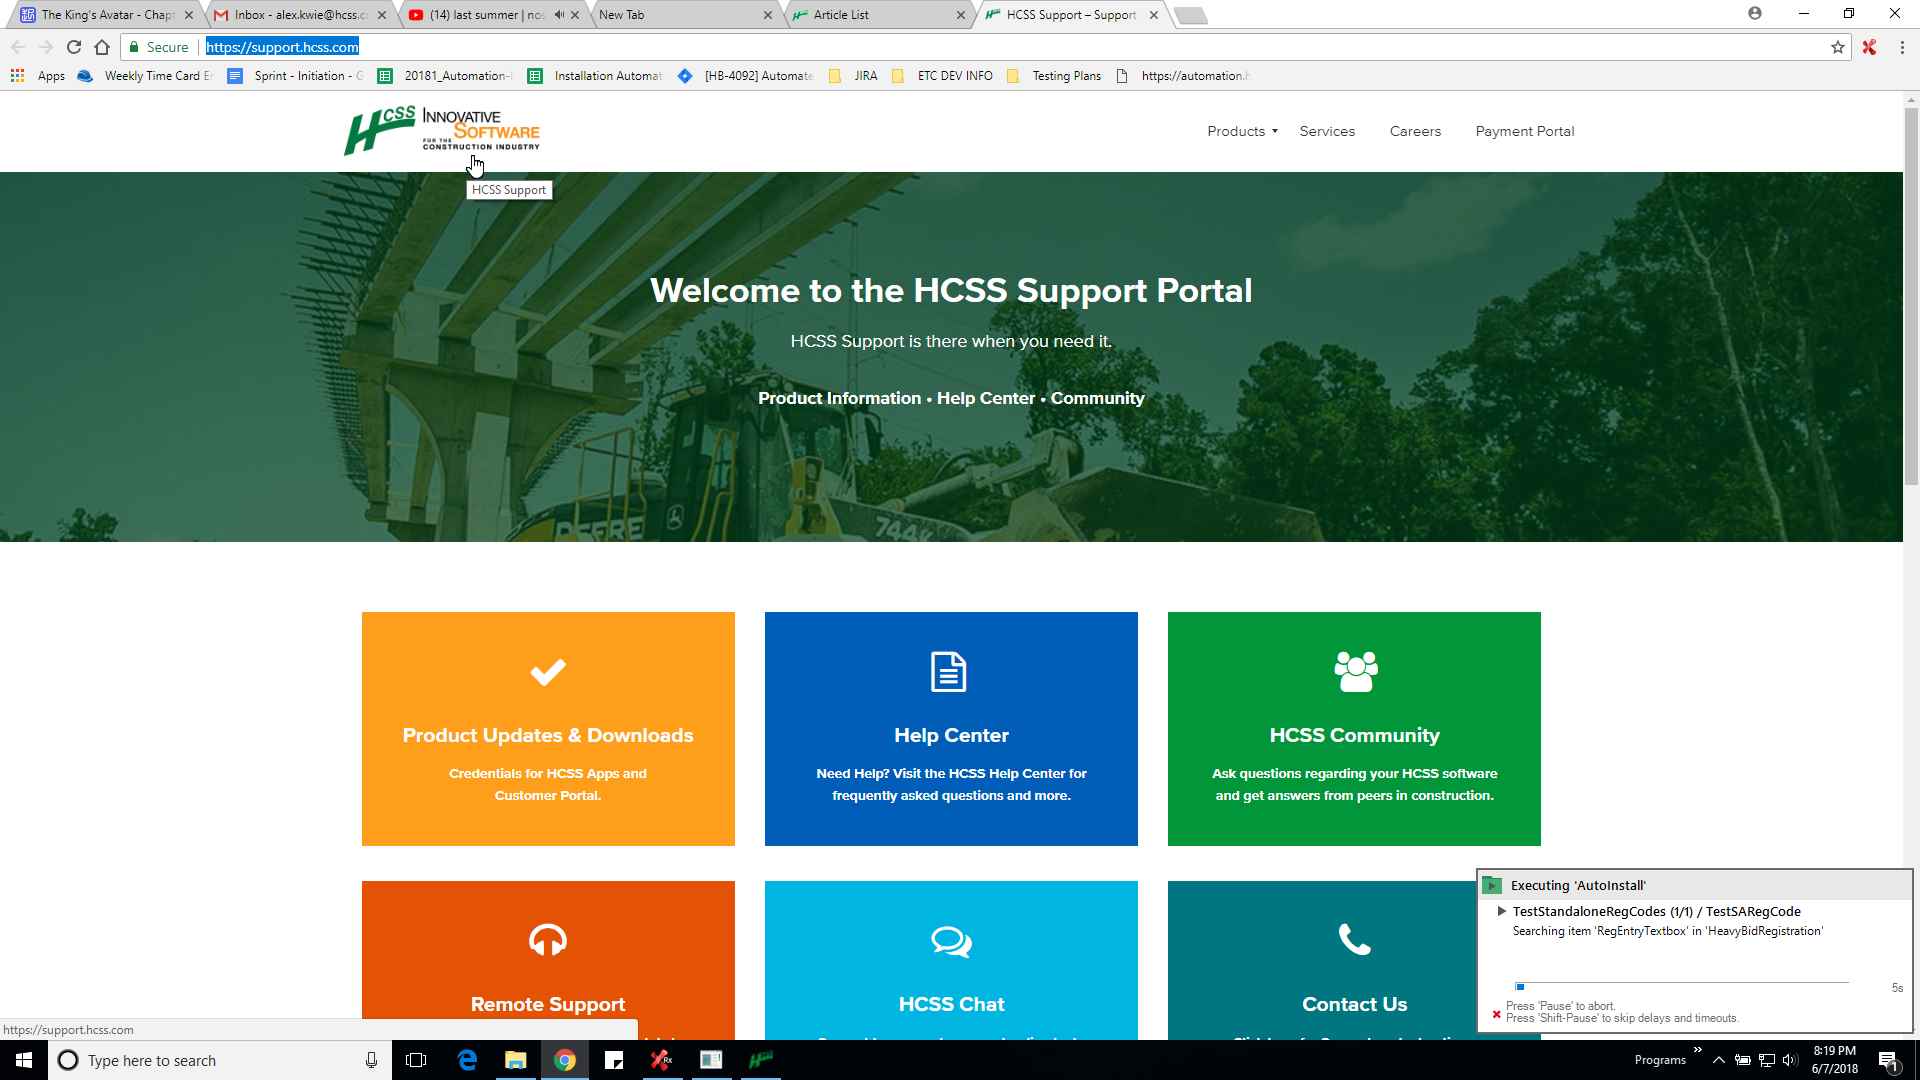 The King's Avatar - Chapt
Inbox - alex.kwie@hcss.c
(14) last summer | nos
New Tab
Article List
HCSS Support – Support
Secure
https://support.hcss.com
Apps
Weekly Time Card E
Sprint - Initiation - G
20181_Automation-
Installation Automat
[HB-4092] Automate
JIRA
ETC DEV INFO
Testing Plans
https://automation.h
HCSS
INNOVATIVE
SOFTWARE
FOR THE
CONSTRUCTION INDUSTRY
Products
Services
Careers
Payment Portal
HCSS Support
Welcome to the HCSS Support Portal
HCSS Support is there when you need it.
Product Information • Help Center • Community
DEERE
744K
Product Updates & Downloads
Credentials for HCSS Apps and
Customer Portal.
Help Center
Need Help? Visit the HCSS Help Center for
frequently asked questions and more.
HCSS Community
Ask questions regarding your HCSS software
and get answers from peers in construction.
Remote Support
HCSS Chat
Contact Us
Executing 'AutoInstall'
TestStandaloneRegCodes (1/1) / TestSARegCode
Searching item 'RegEntryTextbox' in 'HeavyBidRegistration'
5s
Press 'Pause' to abort.
Press 'Shift-Pause' to skip delays and timeouts.
https://support.hcss.com
Type here to search
Rx
Programs
8:19 PM
6/7/2018
1